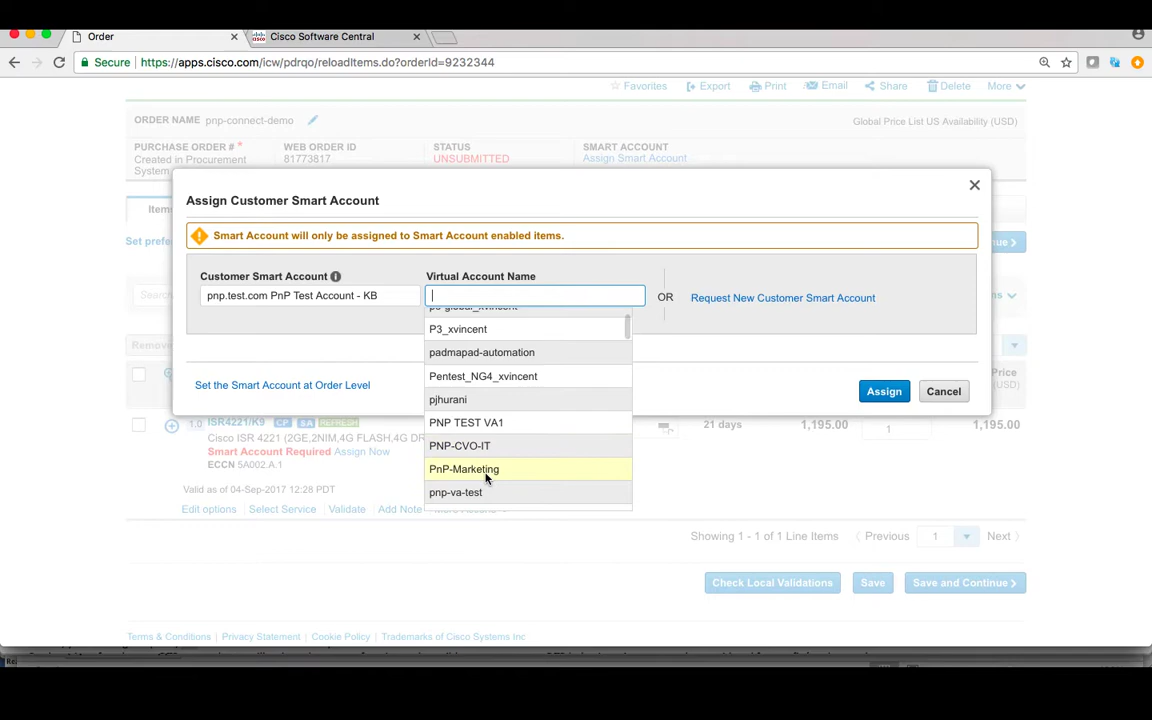 Order
Cisco Software Central
Secure https://apps.cisco.com/icw/pdrqo/reloadItems.do?orderId=9232344
Favorites Export Print Email Share Delete More
ORDER NAME pnp-connect-demo
Global Price List US Availability (USD)
PURCHASE ORDER # * WEB ORDER ID STATUS SMART ACCOUNT
Created in Procurement System 81773817 UNSUBMITTED Assign Smart Account
Assign Customer Smart Account
Items
Set prefe
Smart Account will only be assigned to Smart Account enabled items.
Customer Smart Account
Virtual Account Name
pnp.test.com PnP Test Account - KB
OR
Request New Customer Smart Account
Search
P3_xvincent
Remove
padmapad-automation
Pentest_NG4_xvincent
Price
(USD)
Set the Smart Account at Order Level
pjhurani
Assign
Cancel
PNP TEST VA1
PNP-CVO-IT
PnP-Marketing
pnp-va-test
1.0 ISR4221/K9 CP SA REFRESH
21 days 1,195.00 1 1,195.00
Cisco ISR 4221 (2GE,2NIM,4G FLASH,4G DR
Smart Account Required Assign Now
ECCN 5A002.A.1
Valid as of 04-Sep-2017 12:28 PDT
Edit options Select Service Validate Add Note
Showing 1 - 1 of 1 Line Items Previous 1 Next
Check Local Validations Save Save and Continue
Terms & Conditions | Privacy Statement | Cookie Policy | Trademarks of Cisco Systems Inc